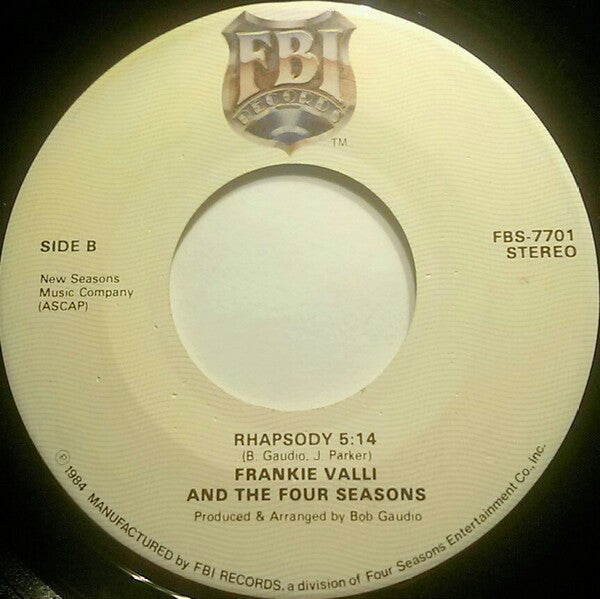 FBI
RECORDS
TM
SIDE B
FBS-7701
STEREO
New Seasons
Music Company
(ASCAP)
RHAPSODY 5:14
(B. Gaudio, J. Parker)
FRANKIE VALLI
AND THE FOUR SEASONS
Produced & Arranged by Bob Gaudio
℗ 1984 MANUFACTURED by FBI RECORDS, a division of Four Seasons Entertainment Co., Inc.